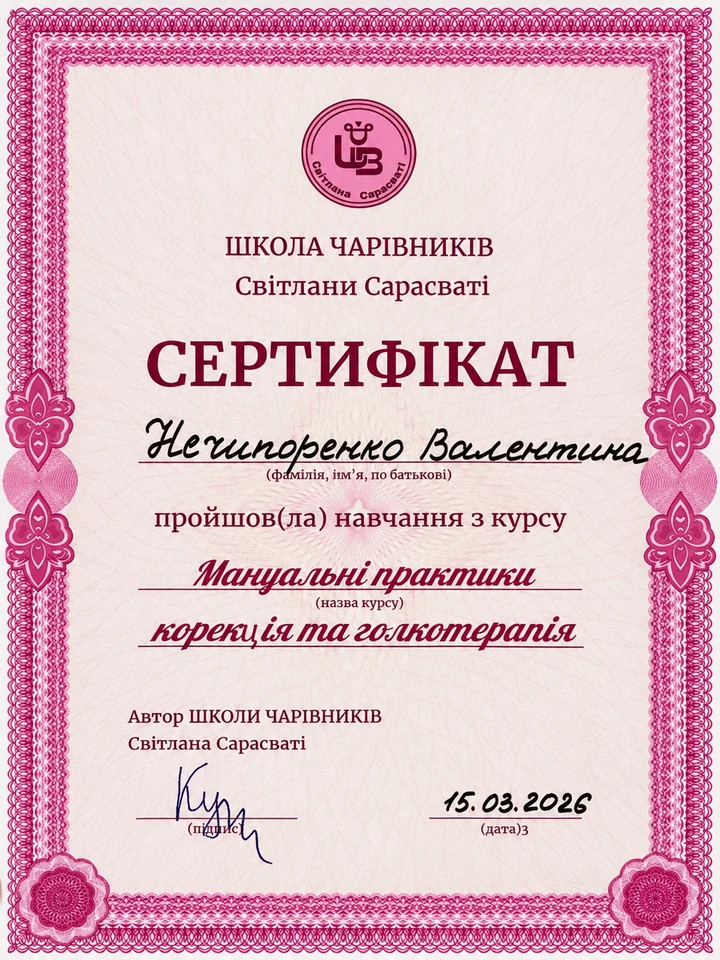 ШВ
Світлана Сарасваті
ШКОЛА ЧАРІВНИКІВ
Світлани Сарасваті
СЕРТИФІКАТ
Нечипоренко Валентина
(фамілія, ім’я, по батькові)
пройшов(ла) навчання з курсу
Мануальні практики
(назва курсу)
корекція та голкотерапія
Автор ШКОЛИ ЧАРІВНИКІВ
Світлана Сарасваті
15.03.2026
(підпис)
(дата)з